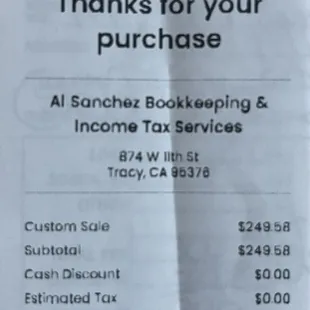 Thanks for your
purchase
Al Sanchez Bookkeeping &
Income Tax Services
874 W 11th St
Tracy, CA 95376
Custom Sale $249.58
Subtotal $249.58
Cash Discount $0.00
Estimated Tax $0.00